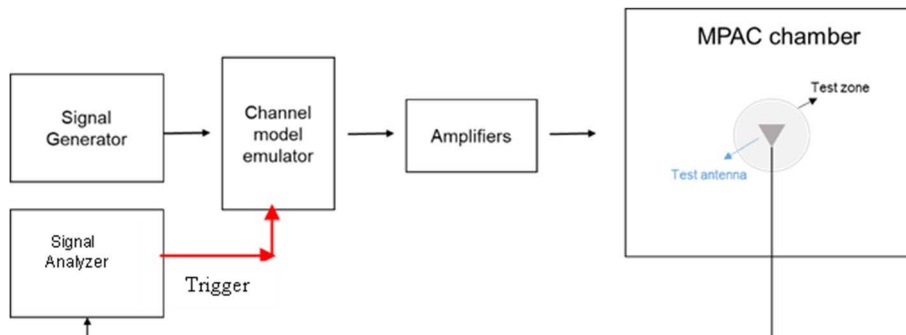 MPAC chamber
Test zone
Test antenna
Signal
Generator
Channel
model
emulator
Amplifiers
Signal
Analyzer
Trigger